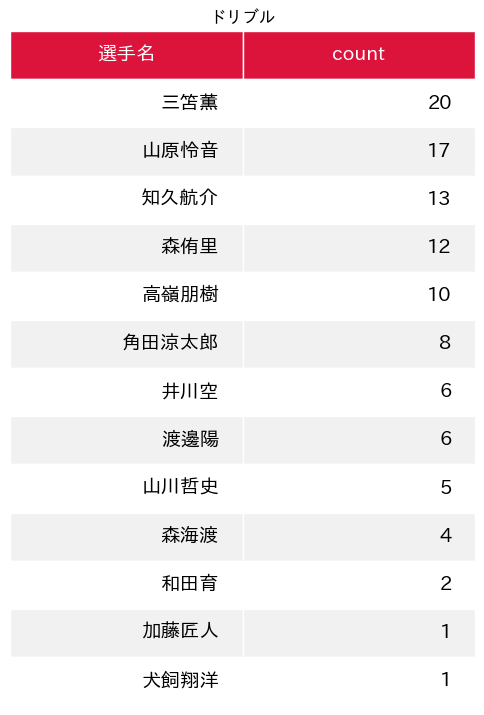 ドリブル
選手名 count
三笘薫 20
山原怜音 17
知久航介 13
森侑里 12
高嶺朋樹 10
角田涼太郎 8
井川空 6
渡邊陽 6
山川哲史 5
森海渡 4
和田育 2
加藤匠人 1
犬飼翔洋 1